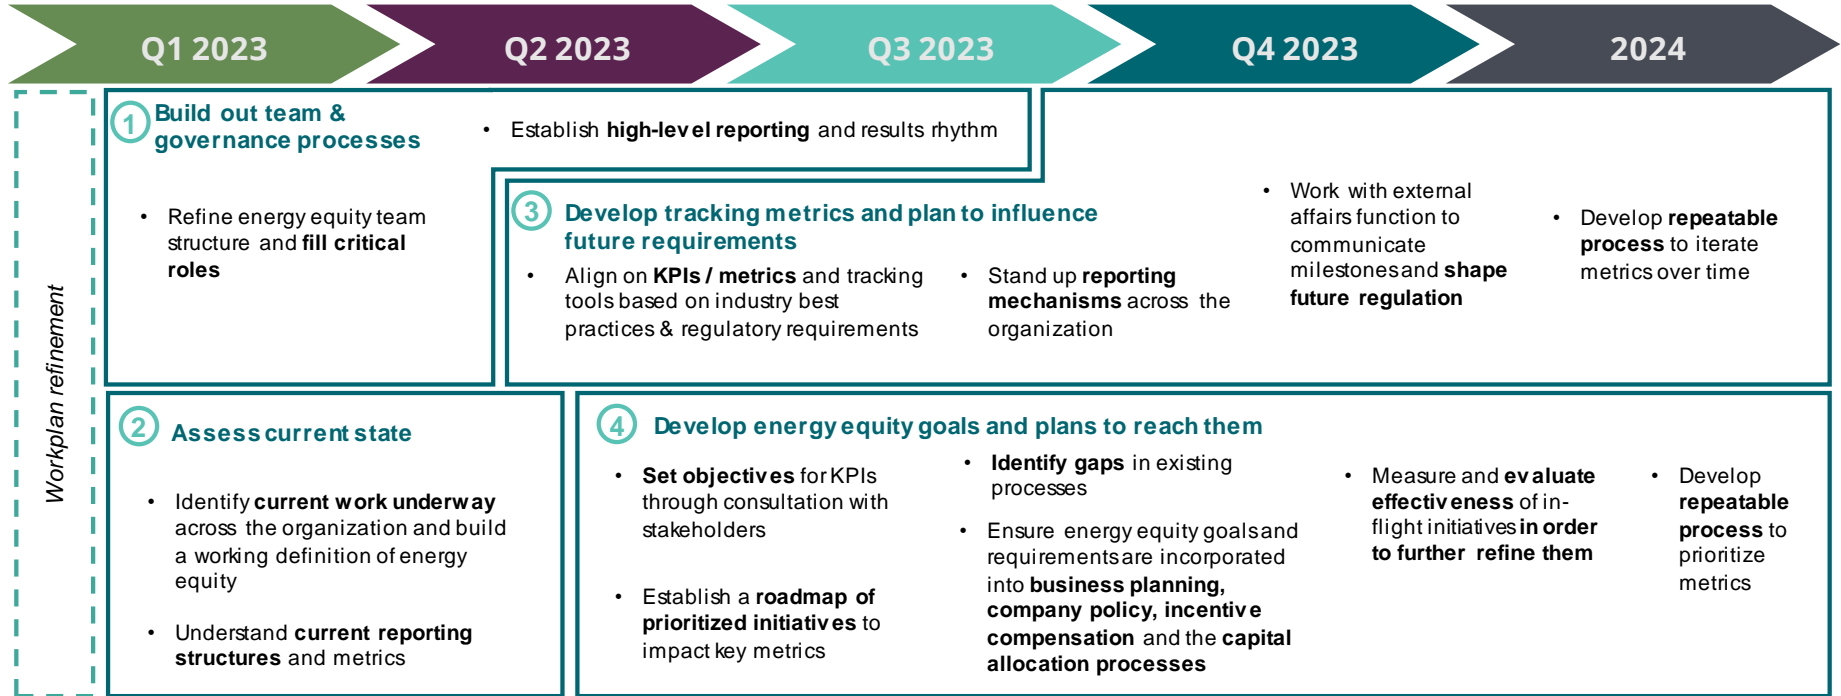 Q1 2023
Q2 2023
Q3 2023
Q4 2023
2024
Workplan refinement
1
Build out team &
governance processes
• Refine energy equity team
structure and fill critical
roles
• Establish high-level reporting and results rhythm
3
Develop tracking metrics and plan to influence
future requirements
• Align on KPIs / metrics and tracking
tools based on industry best
practices & regulatory requirements
• Stand up reporting
mechanisms across the
organization
• Work with external
affairs function to
communicate
milestones and shape
future regulation
• Develop repeatable
process to iterate
metrics over time
2
Assess current state
• Identify current work underway
across the organization and build
a working definition of energy
equity
• Understand current reporting
structures and metrics
4
Develop energy equity goals and plans to reach them
• Set objectives for KPIs
through consultation with
stakeholders
• Establish a roadmap of
prioritized initiatives to
impact key metrics
• Identify gaps in existing
processes
• Ensure energy equity goals and
requirements are incorporated
into business planning,
company policy, incentive
compensation and the capital
allocation processes
• Measure and evaluate
effectiveness of in-
flight initiatives in order
to further refine them
• Develop
repeatable
process to
prioritize
metrics